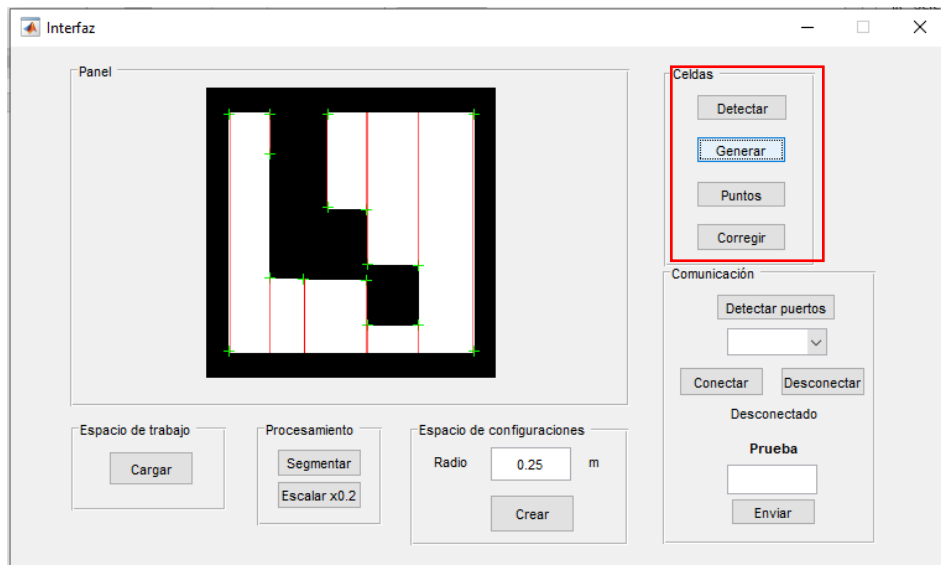 Interfaz
Panel
Celdas
Detectar
Generar
Puntos
Corregir
Comunicación
Detectar puertos
Conectar
Desconectar
Desconectado
Prueba
Enviar
Espacio de trabajo
Cargar
Procesamiento
Segmentar
Escalar x0.2
Espacio de configuraciones
Radio 0.25 m
Crear